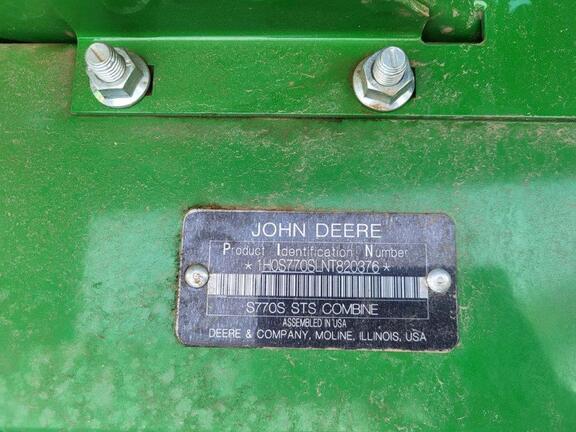 JOHN DEERE
Product Identification Number
*1H0S770SLNT820376*
S770S STS COMBINE
ASSEMBLED IN USA
DEERE & COMPANY, MOLINE, ILLINOIS, USA